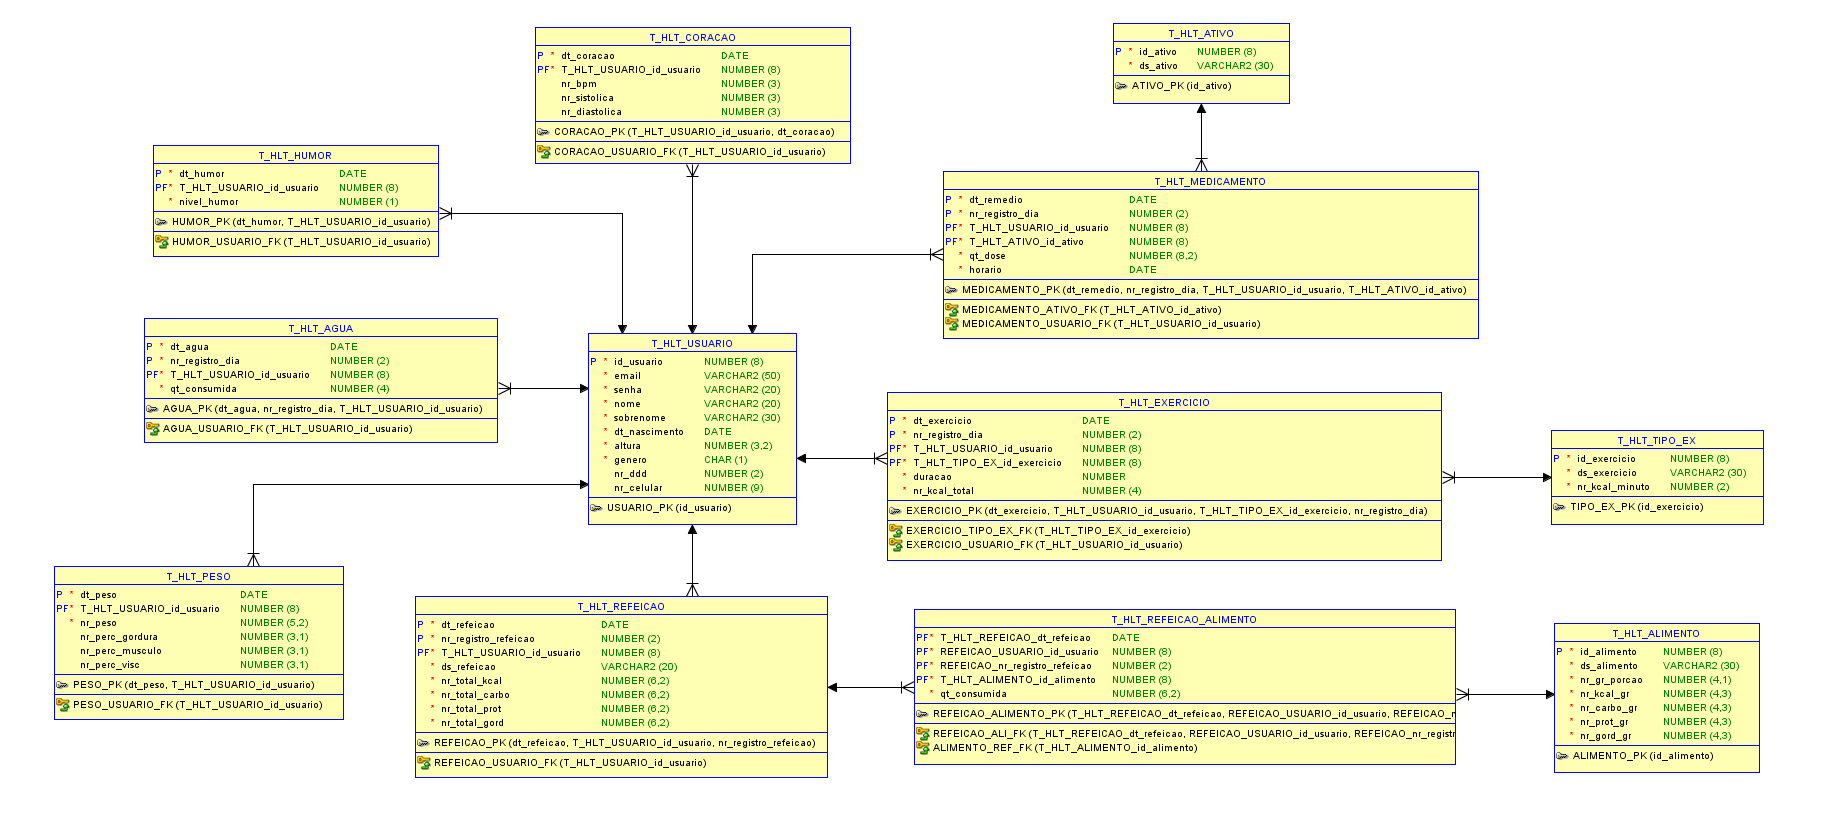 T_HLT_CORACAO
P * dt_coracao DATE
PF* T_HLT_USUARIO_id_usuario NUMBER (8)
nr_bpm NUMBER (3)
nr_sistolica NUMBER (3)
nr_diastolica NUMBER (3)
CORACAO_PK (T_HLT_USUARIO_id_usuario, dt_coracao)
CORACAO_USUARIO_FK (T_HLT_USUARIO_id_usuario)
T_HLT_ATIVO
P * id_ativo NUMBER (8)
* ds_ativo VARCHAR2 (30)
ATIVO_PK (id_ativo)
T_HLT_HUMOR
P * dt_humor DATE
PF* T_HLT_USUARIO_id_usuario NUMBER (8)
* nivel_humor NUMBER (1)
HUMOR_PK (dt_humor, T_HLT_USUARIO_id_usuario)
HUMOR_USUARIO_FK (T_HLT_USUARIO_id_usuario)
T_HLT_MEDICAMENTO
P * dt_remedio DATE
P * nr_registro_dia NUMBER (2)
PF* T_HLT_USUARIO_id_usuario NUMBER (8)
PF* T_HLT_ATIVO_id_ativo NUMBER (8)
* qt_dose NUMBER (8,2)
* horario DATE
MEDICAMENTO_PK (dt_remedio, nr_registro_dia, T_HLT_USUARIO_id_usuario, T_HLT_ATIVO_id_ativo)
MEDICAMENTO_ATIVO_FK (T_HLT_ATIVO_id_ativo)
MEDICAMENTO_USUARIO_FK (T_HLT_USUARIO_id_usuario)
T_HLT_AGUA
P * dt_agua DATE
P * nr_registro_dia NUMBER (2)
PF* T_HLT_USUARIO_id_usuario NUMBER (8)
* qt_consumida NUMBER (4)
AGUA_PK (dt_agua, nr_registro_dia, T_HLT_USUARIO_id_usuario)
AGUA_USUARIO_FK (T_HLT_USUARIO_id_usuario)
T_HLT_USUARIO
P * id_usuario NUMBER (8)
* email VARCHAR2 (50)
* senha VARCHAR2 (20)
* nome VARCHAR2 (20)
* sobrenome VARCHAR2 (30)
* dt_nascimento DATE
* altura NUMBER (3,2)
* genero CHAR (1)
nr_ddd NUMBER (2)
nr_celular NUMBER (9)
USUARIO_PK (id_usuario)
T_HLT_EXERCICIO
P * dt_exercicio DATE
P * nr_registro_dia NUMBER (2)
PF* T_HLT_USUARIO_id_usuario NUMBER (8)
PF* T_HLT_TIPO_EX_id_exercicio NUMBER (8)
* duracao NUMBER
* nr_kcal_total NUMBER (4)
EXERCICIO_PK (dt_exercicio, T_HLT_USUARIO_id_usuario, T_HLT_TIPO_EX_id_exercicio, nr_registro_dia)
EXERCICIO_TIPO_EX_FK (T_HLT_TIPO_EX_id_exercicio)
EXERCICIO_USUARIO_FK (T_HLT_USUARIO_id_usuario)
T_HLT_TIPO_EX
P * id_exercicio NUMBER (8)
* ds_exercicio VARCHAR2 (30)
* nr_kcal_minuto NUMBER (2)
TIPO_EX_PK (id_exercicio)
T_HLT_PESO
P * dt_peso DATE
PF* T_HLT_USUARIO_id_usuario NUMBER (8)
* nr_peso NUMBER (5,2)
nr_perc_gordura NUMBER (3,1)
nr_perc_musculo NUMBER (3,1)
nr_perc_visc NUMBER (3,1)
PESO_PK (dt_peso, T_HLT_USUARIO_id_usuario)
PESO_USUARIO_FK (T_HLT_USUARIO_id_usuario)
T_HLT_REFEICAO
P * dt_refeicao DATE
P * nr_registro_refeicao NUMBER (2)
PF* T_HLT_USUARIO_id_usuario NUMBER (8)
* ds_refeicao VARCHAR2 (20)
* nr_total_kcal NUMBER (6,2)
* nr_total_carbo NUMBER (6,2)
* nr_total_prot NUMBER (6,2)
* nr_total_gord NUMBER (6,2)
REFEICAO_PK (dt_refeicao, T_HLT_USUARIO_id_usuario, nr_registro_refeicao)
REFEICAO_USUARIO_FK (T_HLT_USUARIO_id_usuario)
T_HLT_REFEICAO_ALIMENTO
PF* T_HLT_REFEICAO_dt_refeicao DATE
PF* REFEICAO_USUARIO_id_usuario NUMBER (8)
PF* REFEICAO_nr_registro_refeicao NUMBER (2)
PF* T_HLT_ALIMENTO_id_alimento NUMBER (8)
* qt_consumida NUMBER (6,2)
REFEICAO_ALIMENTO_PK (T_HLT_REFEICAO_dt_refeicao, REFEICAO_USUARIO_id_usuario, REFEICAO_n
REFEICAO_ALI_FK (T_HLT_REFEICAO_dt_refeicao, REFEICAO_USUARIO_id_usuario, REFEICAO_nr_registr
ALIMENTO_REF_FK (T_HLT_ALIMENTO_id_alimento)
T_HLT_ALIMENTO
P * id_alimento NUMBER (8)
* ds_alimento VARCHAR2 (30)
* nr_gr_porcao NUMBER (4,1)
* nr_kcal_gr NUMBER (4,3)
* nr_carbo_gr NUMBER (4,3)
* nr_prot_gr NUMBER (4,3)
* nr_gord_gr NUMBER (4,3)
ALIMENTO_PK (id_alimento)